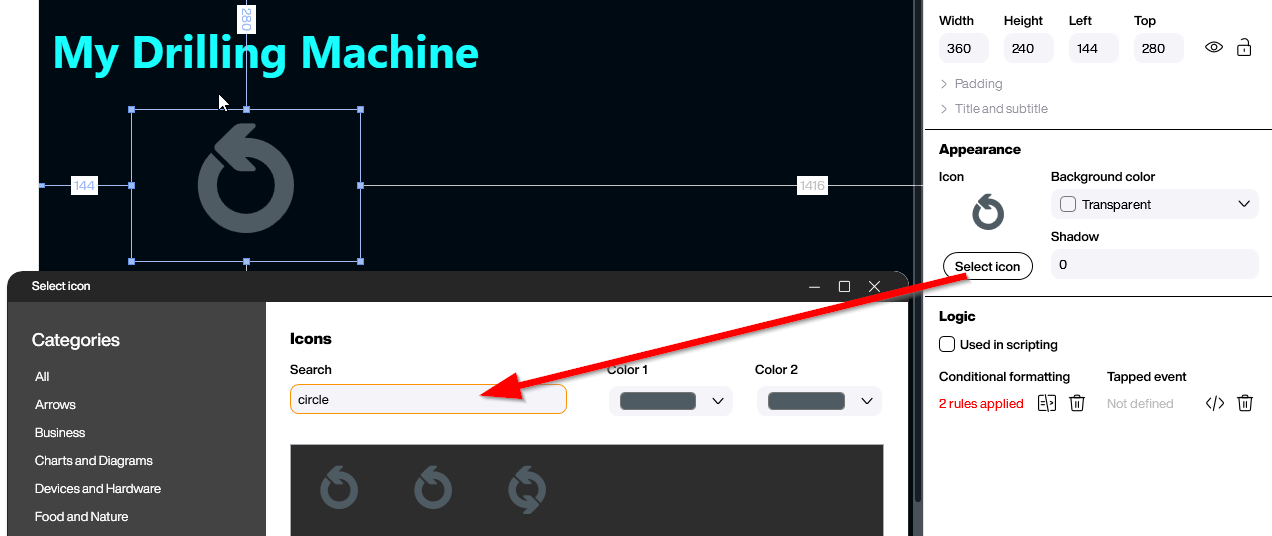 280
My Drilling Machine
144
1416
Width Height Left Top
360 240 144 280
Padding
Title and subtitle
Appearance
Icon Background color
Transparent
Shadow
Select icon 0
Logic
Used in scripting
Conditional formatting Tapped event
2 rules applied Not defined
Select icon
Categories
All
Arrows
Business
Charts and Diagrams
Devices and Hardware
Food and Nature
Icons
Search Color 1 Color 2
circle